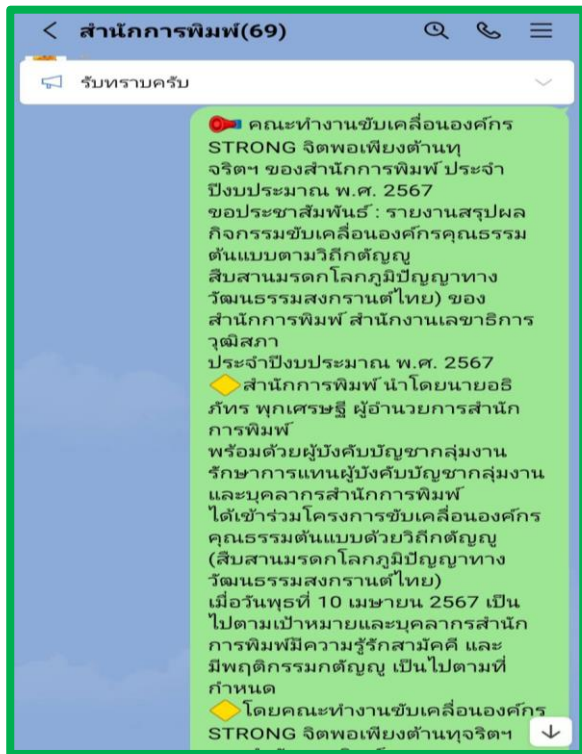 สำนักการพิมพ์(69)
รับทราบครับ
คณะทำงานขับเคลื่อนองค์กร
STRONG จิตพอเพียงต้านทุ
จริตฯ ของสำนักการพิมพ์ ประจำ
ปีงบประมาณ พ.ศ. 2567
ขอประชาสัมพันธ์ : รายงานสรุปผล
กิจกรรมขับเคลื่อนองค์กรคุณธรรม
ต้นแบบตามวิถีกตัญญู
สืบสานมรดกโลกภูมิปัญญาทาง
วัฒนธรรมสงกรานต์ไทย) ของ
สำนักการพิมพ์ สำนักงานเลขาธิการ
วุฒิสภา
ประจำปีงบประมาณ พ.ศ. 2567
สำนักการพิมพ์ นำโดยนายอธิ
ภัทร พุกเศรษฐี ผู้อำนวยการสำนัก
การพิมพ์
พร้อมด้วยผู้บังคับบัญชากลุ่มงาน
รักษาการแทนผู้บังคับบัญชากลุ่มงาน
และบุคลากรสำนักการพิมพ์
ได้เข้าร่วมโครงการขับเคลื่อนองค์กร
คุณธรรมต้นแบบด้วยวิถีกตัญญู
(สืบสานมรดกโลกภูมิปัญญาทาง
วัฒนธรรมสงกรานต์ไทย)
เมื่อวันพุธที่ 10 เมษายน 2567 เป็น
ไปตามเป้าหมายและบุคลากรสำนัก
การพิมพ์มีความรู้รักสามัคคี และ
มีพฤติกรรมกตัญญู เป็นไปตามที่
กำหนด
โดยคณะทำงานขับเคลื่อนองค์กร
STRONG จิตพอเพียงต้านทุจริตฯ